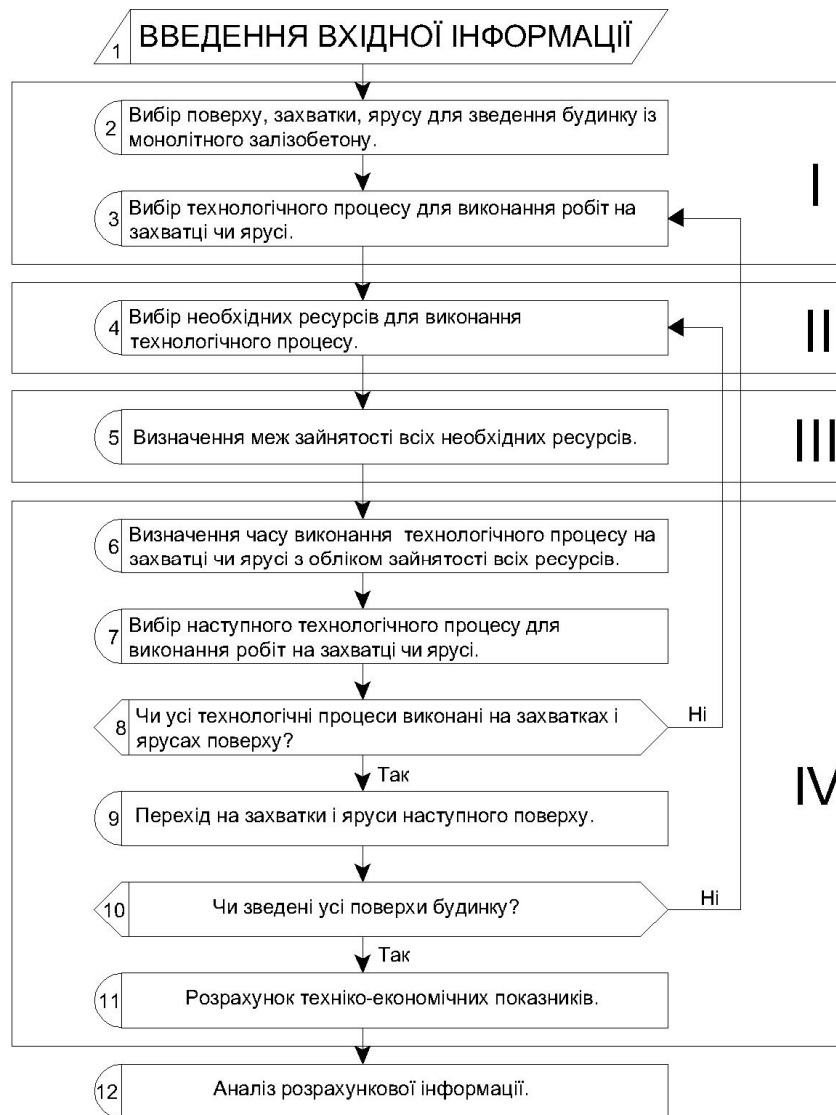 1 ВВЕДЕННЯ ВХІДНОЇ ІНФОРМАЦІЇ
I
2 Вибір поверху, захватки, ярусу для зведення будинку із
монолітного залізобетону.
3 Вибір технологічного процесу для виконання робіт на
захватці чи ярусі.
II
4 Вибір необхідних ресурсів для виконання
технологічного процесу.
III
5 Визначення меж зайнятості всіх необхідних ресурсів.
IV
6 Визначення часу виконання технологічного процесу на
захватці чи ярусі з обліком зайнятості всіх ресурсів.
7 Вибір наступного технологічного процесу для
виконання робіт на захватці чи ярусі.
8 Чи усі технологічні процеси виконані на захватках і
ярусах поверху?
Ні
Так
9 Перехід на захватки і яруси наступного поверху.
10 Чи зведені усі поверхи будинку?
Ні
Так
11 Розрахунок техніко-економічних показників.
12 Аналіз розрахункової інформації.